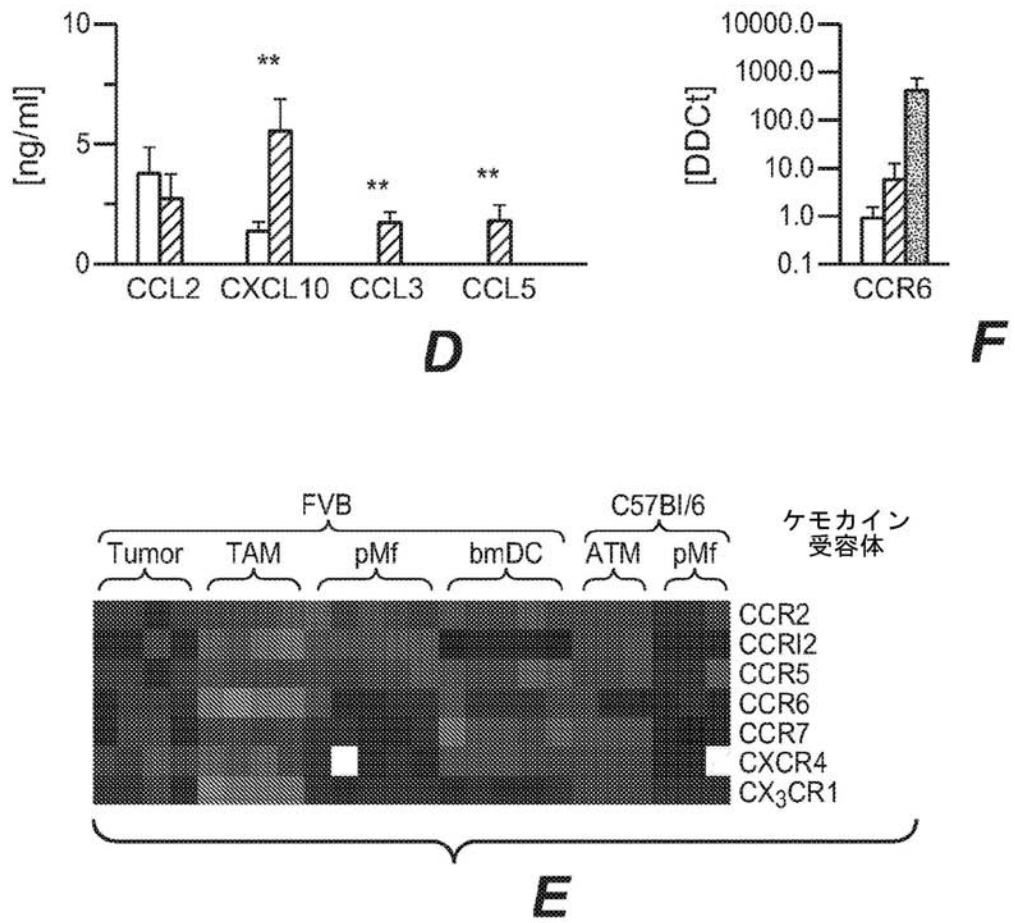 10
5
0
[ng/ml]
**
**
**
CCL2 CXCL10 CCL3 CCL5
D
10000.0
1000.0
100.0
10.0
1.0
0.1
[DDCt]
CCR6
F
FVB C57Bl/6
Tumor TAM pMf bmDC ATM pMf
ケモカイン
受容体
CCR2
CCRl2
CCR5
CCR6
CCR7
CXCR4
CX₃CR1
E